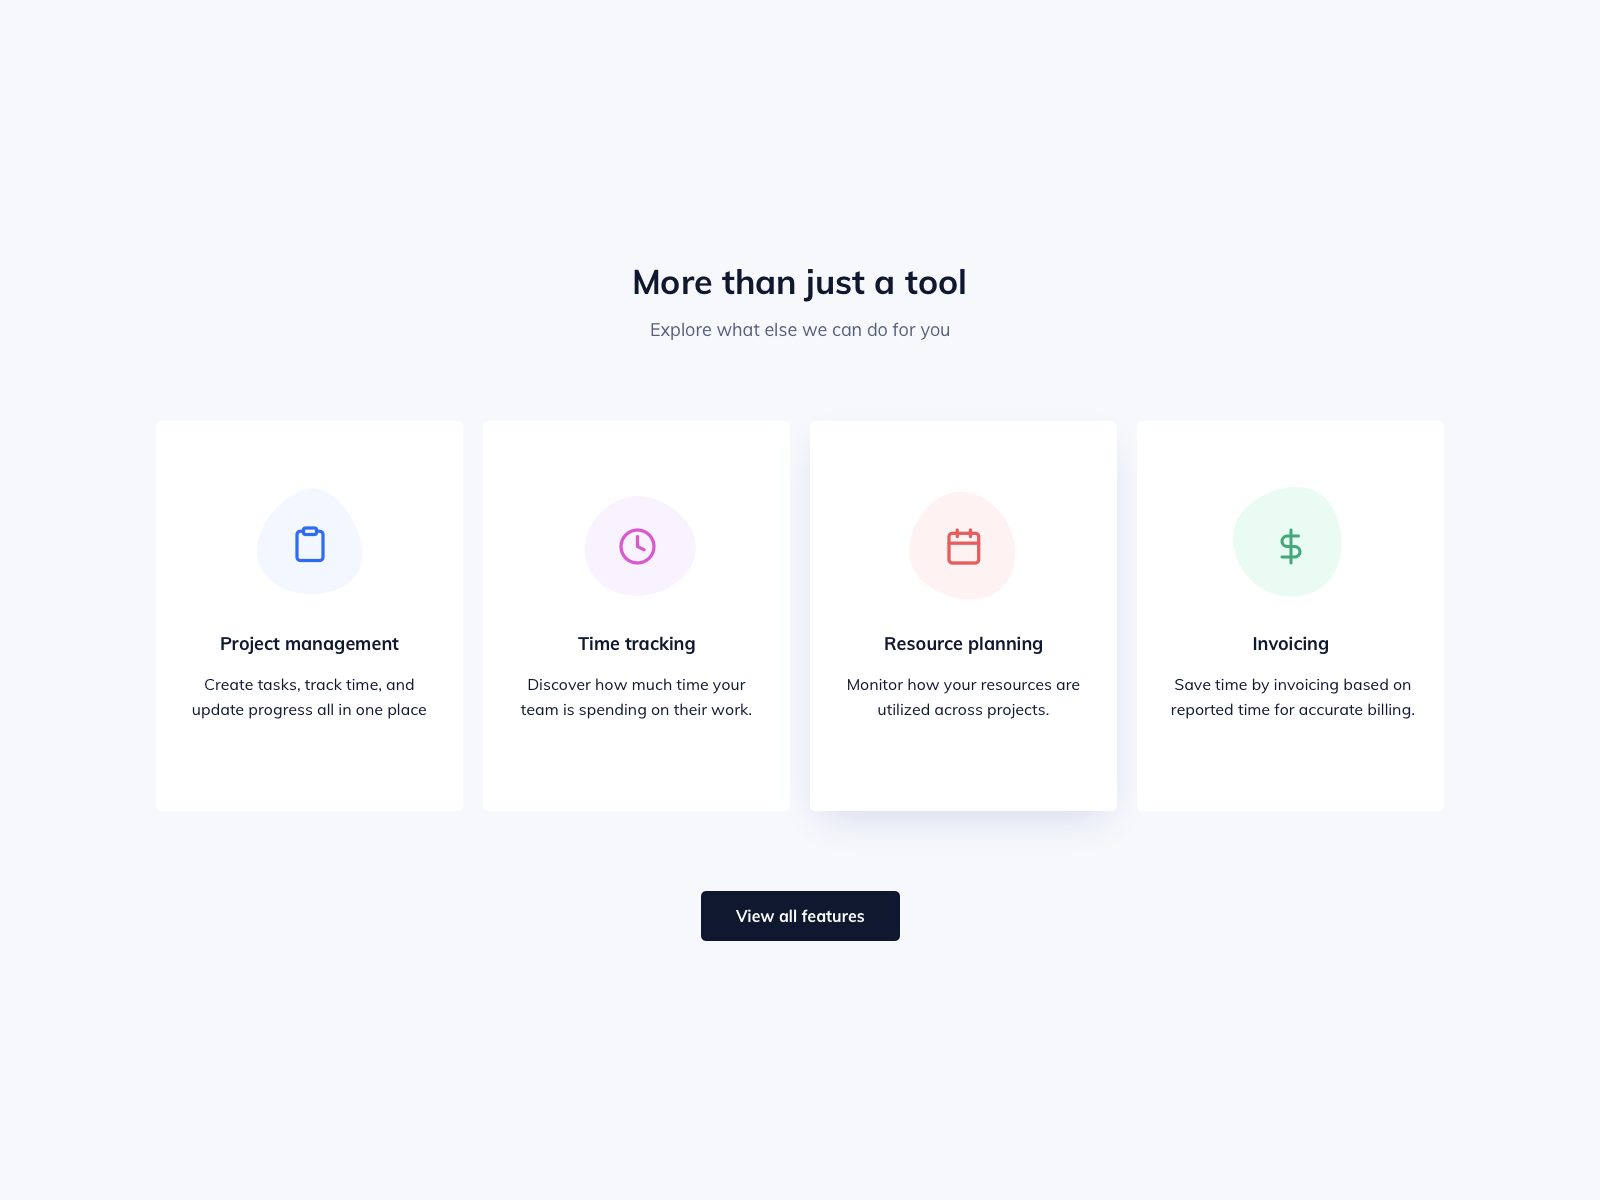 More than just a tool
Explore what else we can do for you
Project management
Create tasks, track time, and
update progress all in one place
Time tracking
Discover how much time your
team is spending on their work.
Resource planning
Monitor how your resources are
utilized across projects.
Invoicing
Save time by invoicing based on
reported time for accurate billing.
View all features